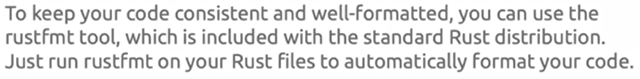 To keep your code consistent and well-formatted, you can use the
rustfmt tool, which is included with the standard Rust distribution.
Just run rustfmt on your Rust files to automatically format your code.